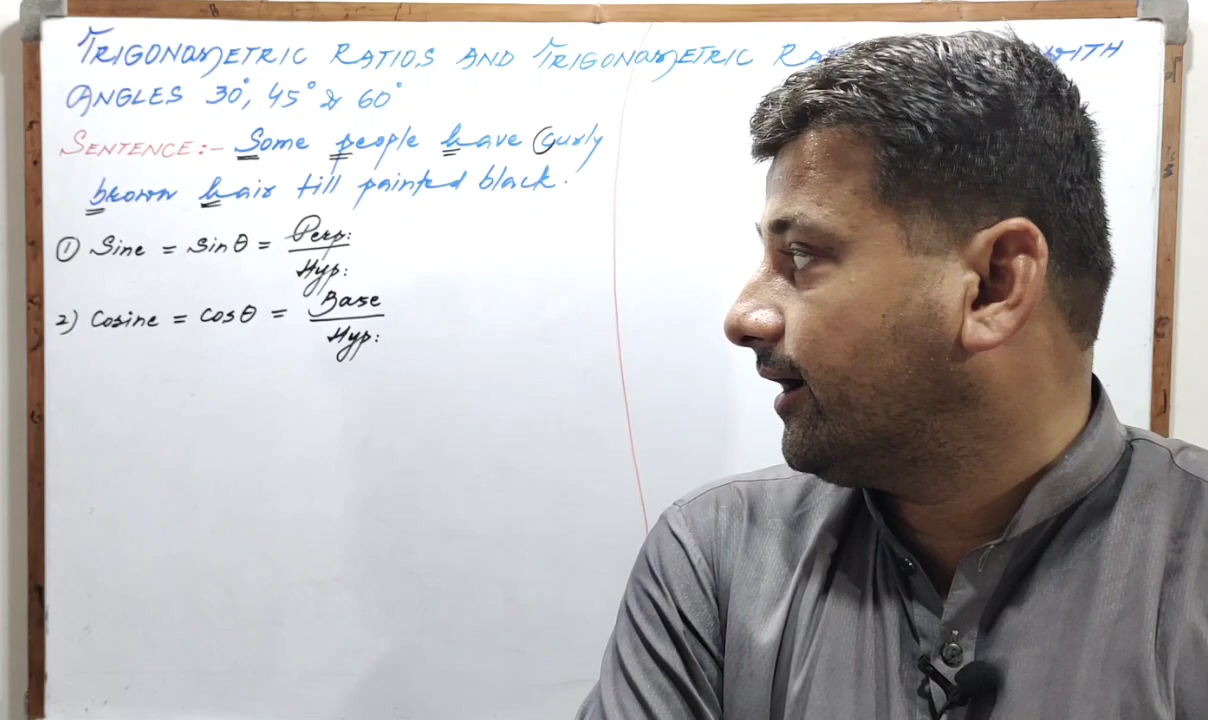 TRIGONOMETRIC RATIOS AND TRIGONOMETRIC WITH
ANGLES 30°, 45° & 60°
SENTENCE:- Some people have curly
brown hair till painted black.
① Sine = sinθ = Perp: / Hyp:
2) Cosine = cosθ = Base / Hyp: